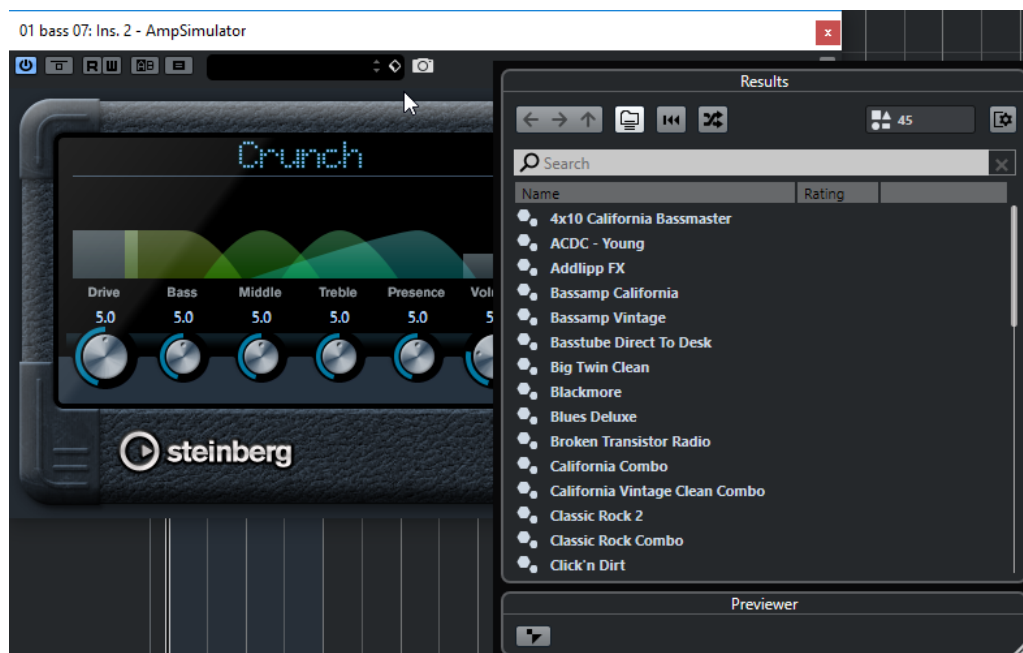 01 bass 07: Ins. 2 - AmpSimulator
x
R W AB
Results
45
Search
Name Rating
Crunch
Drive Bass Middle Treble Presence
5.0 5.0 5.0 5.0 5.0 5
steinberg
4x10 California Bassmaster
ACDC - Young
Addlipp FX
Bassamp California
Bassamp Vintage
Basstube Direct To Desk
Big Twin Clean
Blackmore
Blues Deluxe
Broken Transistor Radio
California Combo
California Vintage Clean Combo
Classic Rock 2
Classic Rock Combo
Click'n Dirt
Previewer